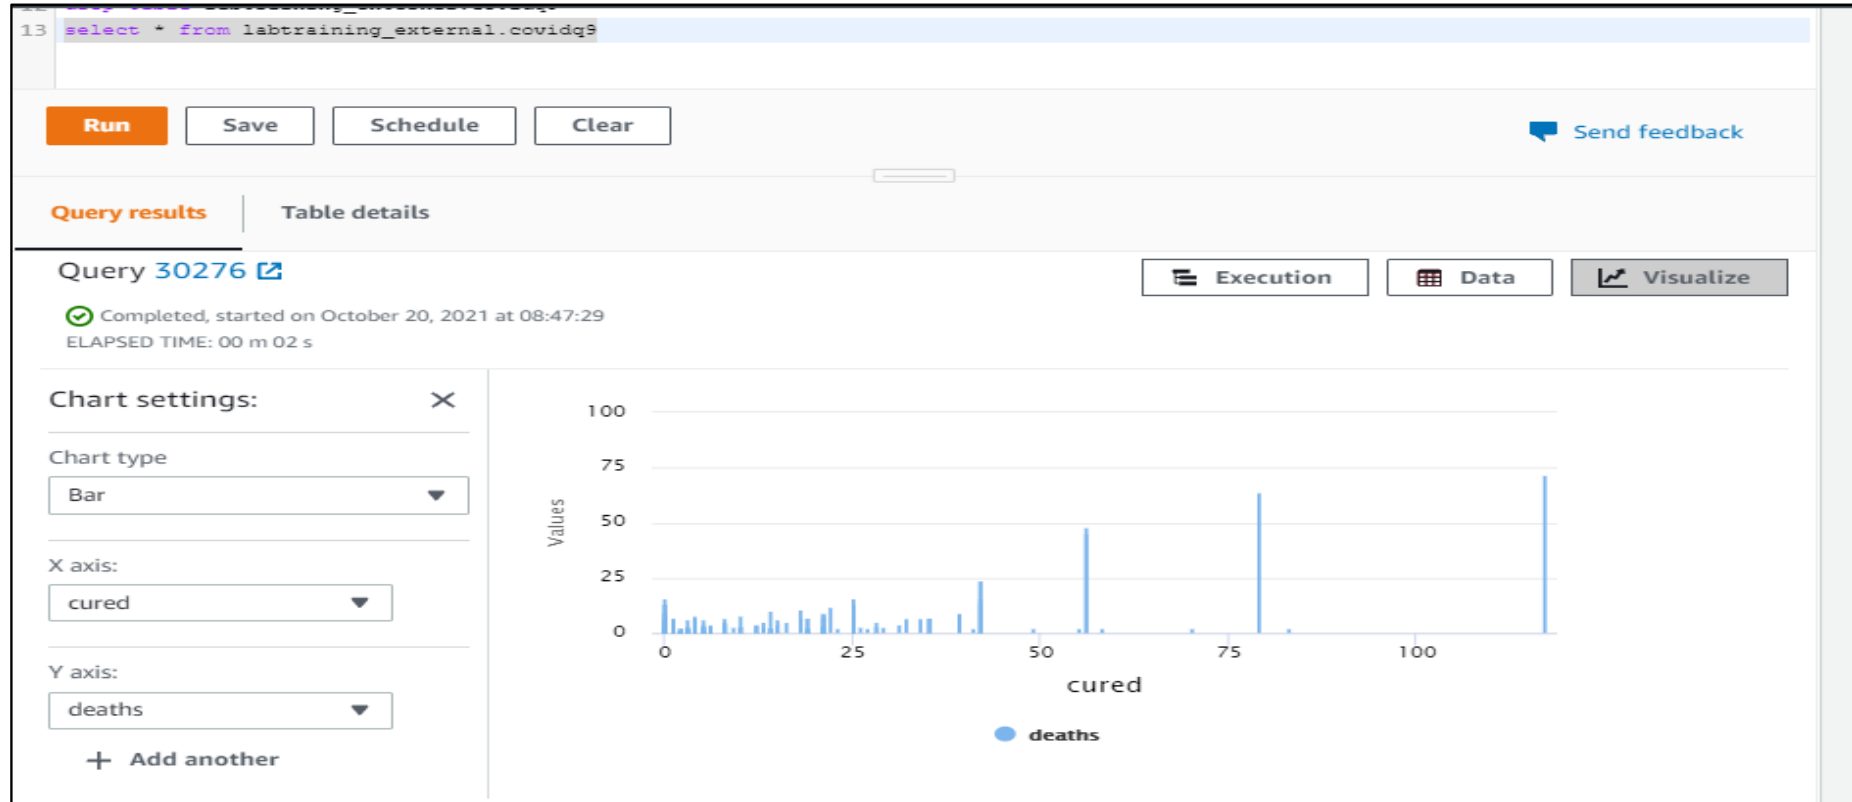 13 select * from labtraining_external.covidq9
Run Save Schedule Clear
Send feedback
Query results Table details
Query 30276
Execution Data Visualize
Completed, started on October 20, 2021 at 08:47:29
ELAPSED TIME: 00 m 02 s
Chart settings:
Chart type
Bar
X axis:
cured
Y axis:
deaths
+ Add another
100
75
50
25
0
Values
0 25 50 75 100
cured
deaths